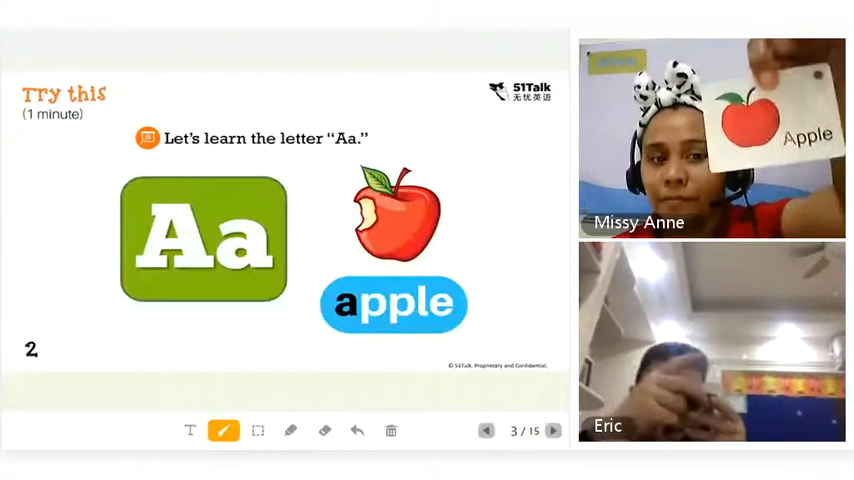 Try this
(1 minute)
51Talk
无忧英语
Let's learn the letter "Aa."
Aa
apple
2
© 51Talk. Proprietary and Confidential.
T
3 / 15
Apple
Missy Anne
Eric